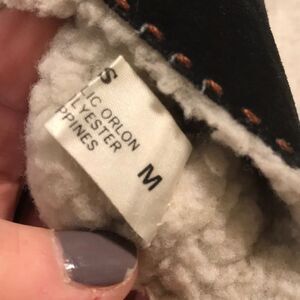 S
LIC ORLON
LYESTER
PPINES
M